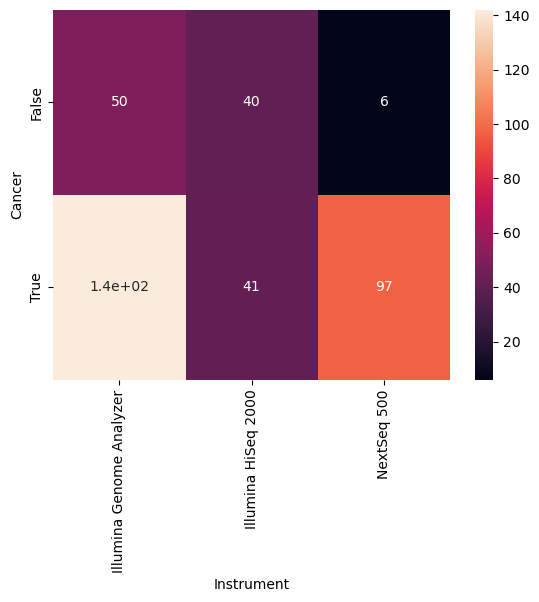 140
120
100
80
60
40
20
False
50
40
6
Cancer
True
1.4e+02
41
97
Illumina Genome Analyzer
Illumina HiSeq 2000
NextSeq 500
Instrument